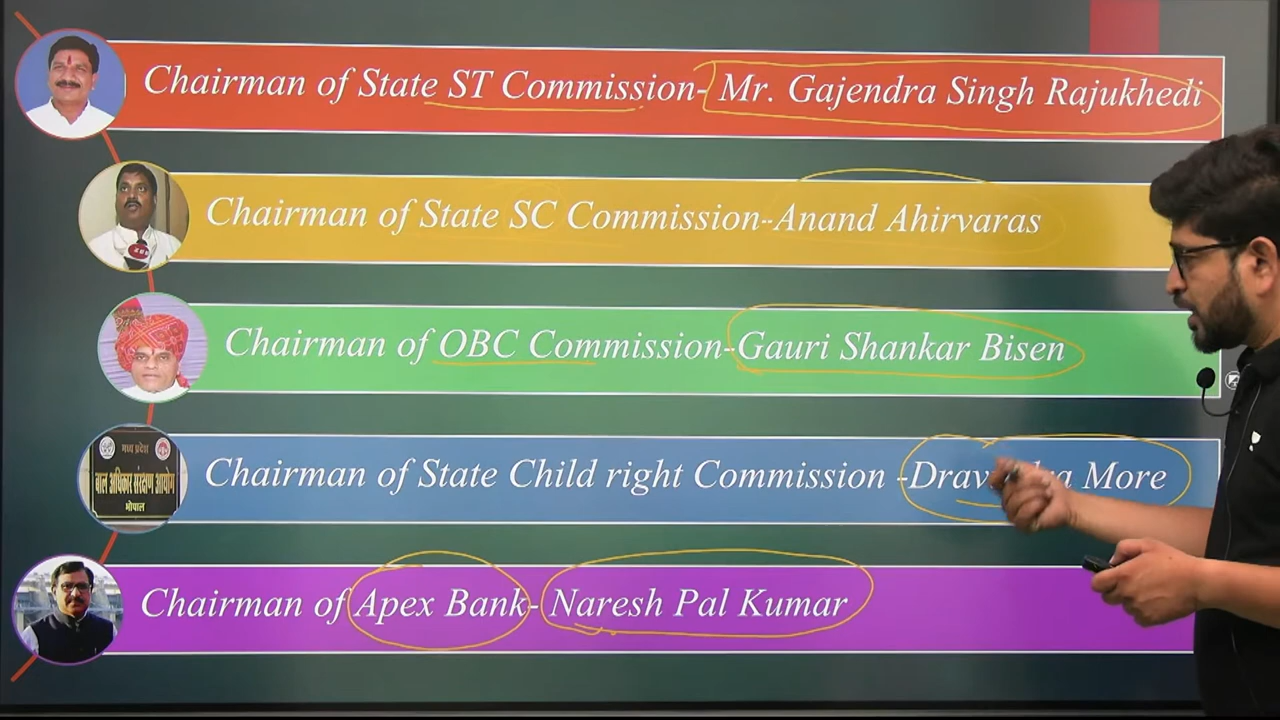 Chairman of State ST Commission- Mr. Gajendra Singh Rajukhedi
Chairman of State SC Commission--Anand Ahirvaras
Chairman of OBC Commission-Gauri Shankar Bisen
Chairman of State Child right Commission - More
मध्य प्रदेश
बाल अधिकार संरक्षण आयोग
भोपाल
Chairman of Apex Bank- Naresh Pal Kumar